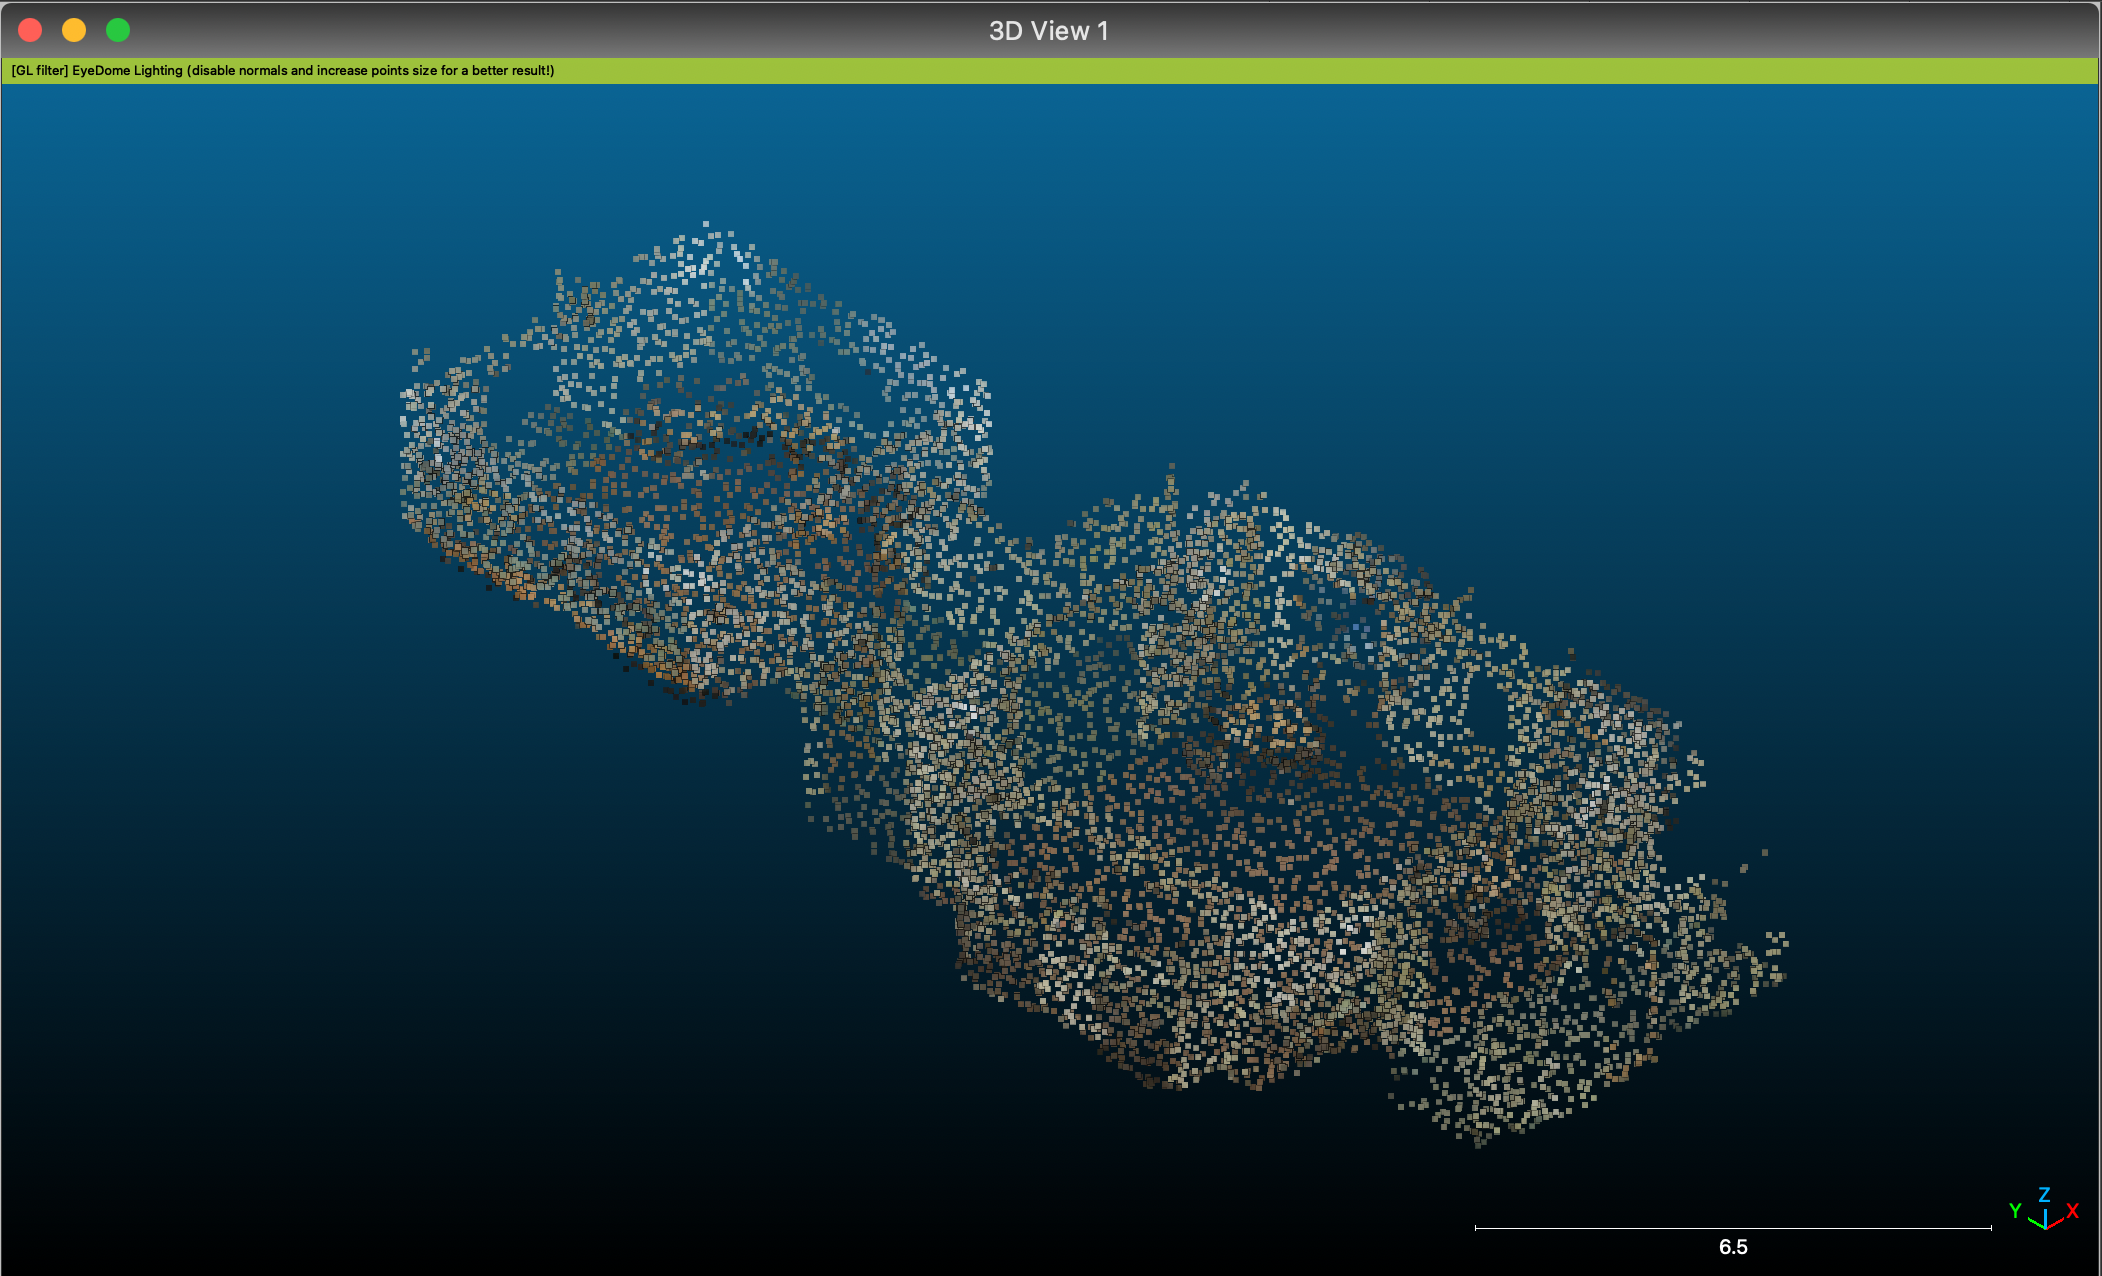 3D View 1
[GL filter] EyeDome Lighting (disable normals and increase points size for a better result!)
Z
Y X
6.5